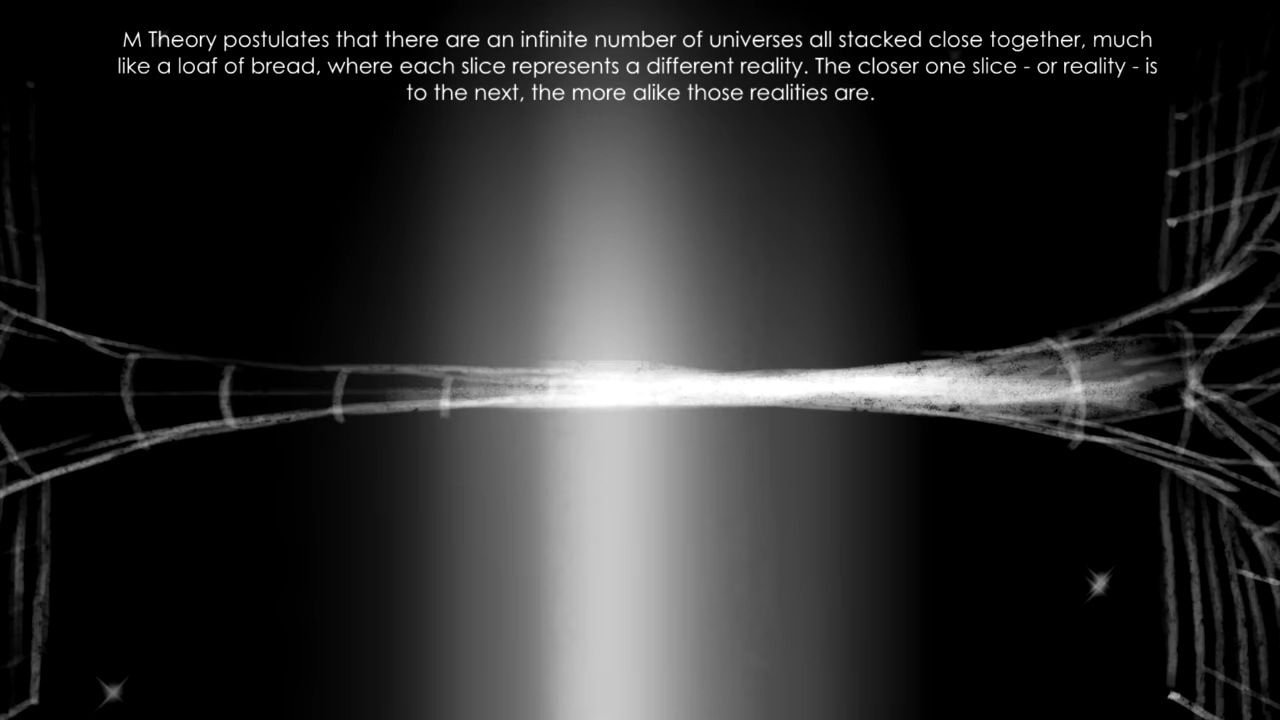 M Theory postulates that there are an infinite number of universes all stacked close together, much
like a loaf of bread, where each slice represents a different reality. The closer one slice - or reality - is
to the next, the more alike those realities are.